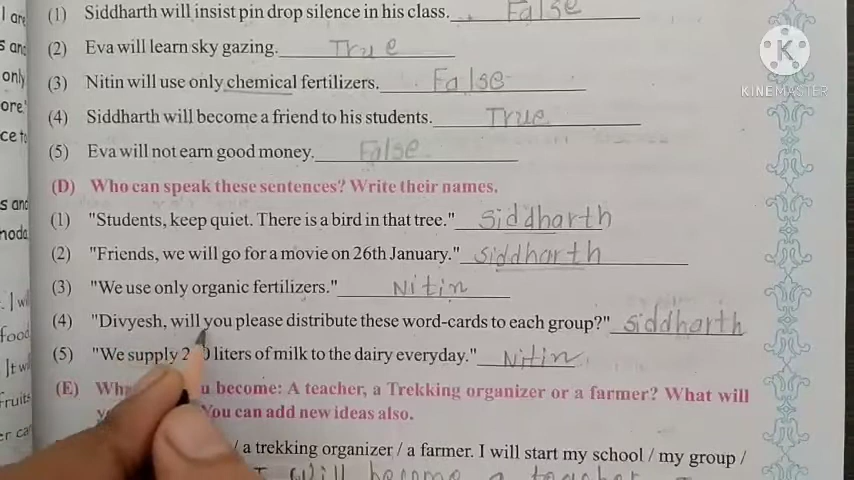 (1) Siddharth will insist pin drop silence in his class. False
(2) Eva will learn sky gazing. True
(3) Nitin will use only chemical fertilizers. False
(4) Siddharth will become a friend to his students. True
(5) Eva will not earn good money. False
(D) Who can speak these sentences? Write their names.
(1) "Students, keep quiet. There is a bird in that tree." Siddharth
(2) "Friends, we will go for a movie on 26th January." Siddharth
(3) "We use only organic fertilizers." Nitin
(4) "Divyesh, will you please distribute these word-cards to each group?" Siddharth
(5) "We supply liters of milk to the dairy everyday." Nitin
(E) become: A teacher, a Trekking organizer or a farmer? What will
You can add new ideas also.
/ a trekking organizer / a farmer. I will start my school / my group /
I will become a teacher
KINEMASTER